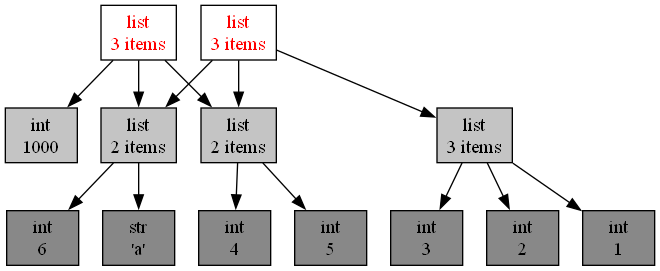 list
3 items
list
3 items
int
1000
list
2 items
list
2 items
list
3 items
int
6
str
'a'
int
4
int
5
int
3
int
2
int
1